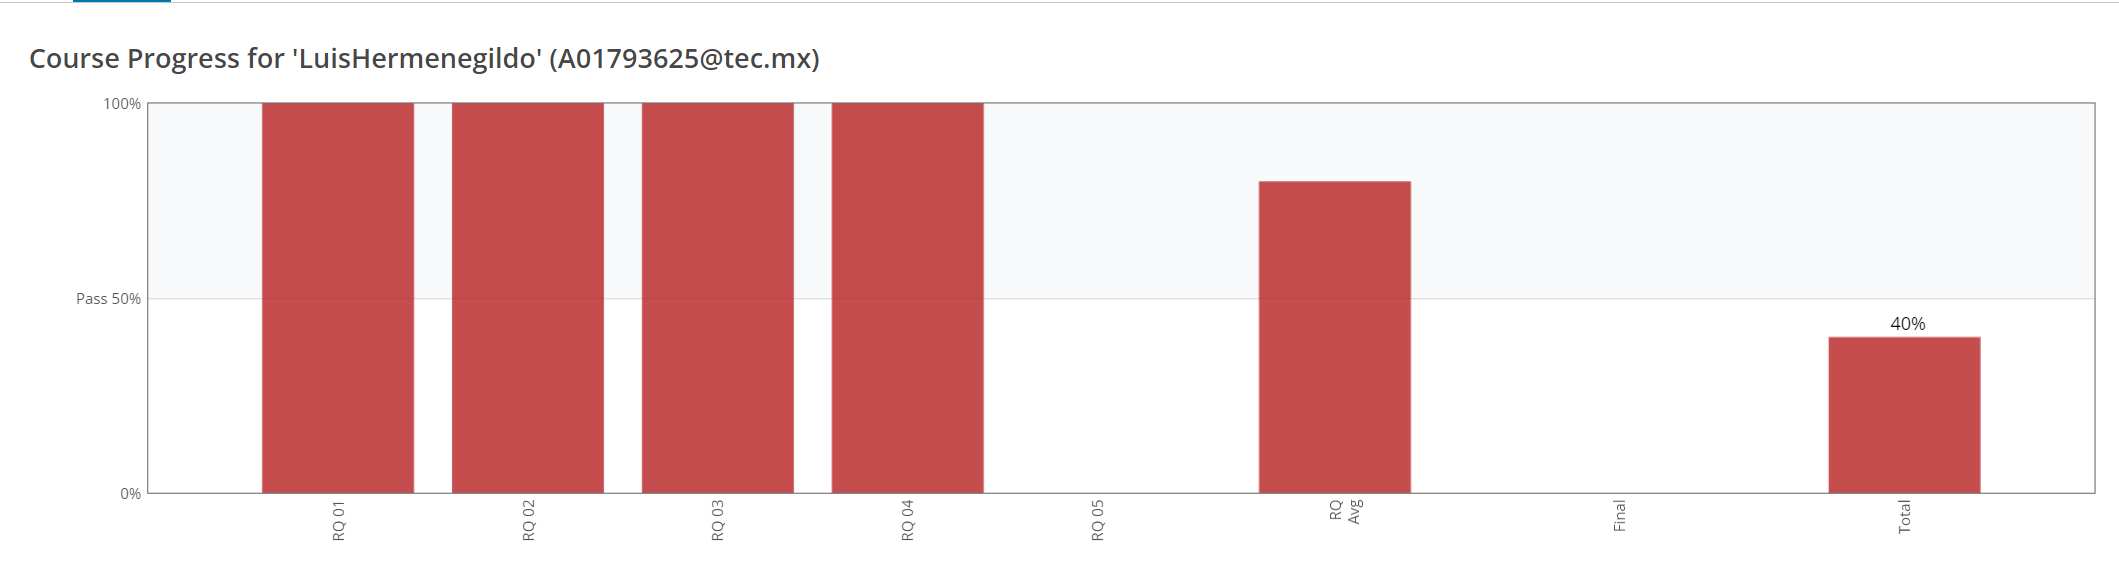 Course Progress for 'LuisHermenegildo' (A01793625@tec.mx)
100%
Pass 50%
0%
40%
RQ 01
RQ 02
RQ 03
RQ 04
RQ 05
RQ
Avg
Final
Total